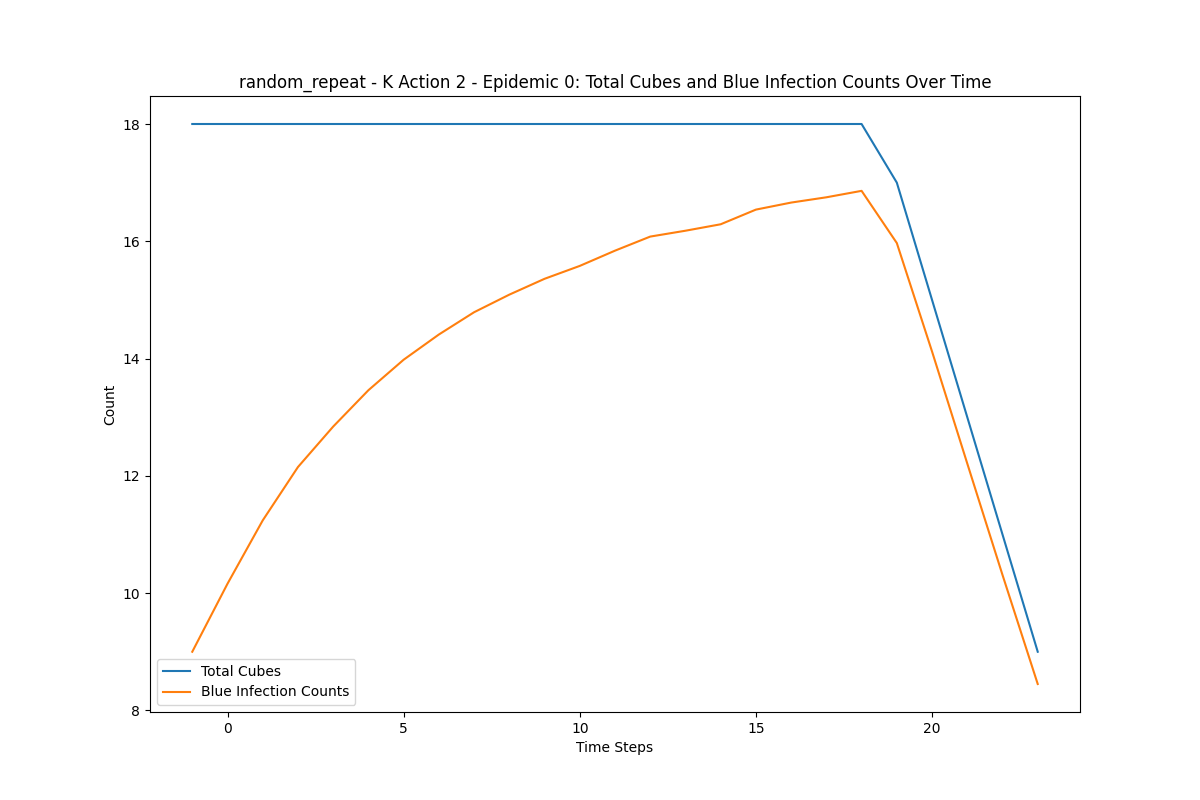 random_repeat - K Action 2 - Epidemic 0: Total Cubes and Blue Infection Counts Over Time
18
16
14
12
10
8
Count
Total Cubes
Blue Infection Counts
0 5 10 15 20
Time Steps